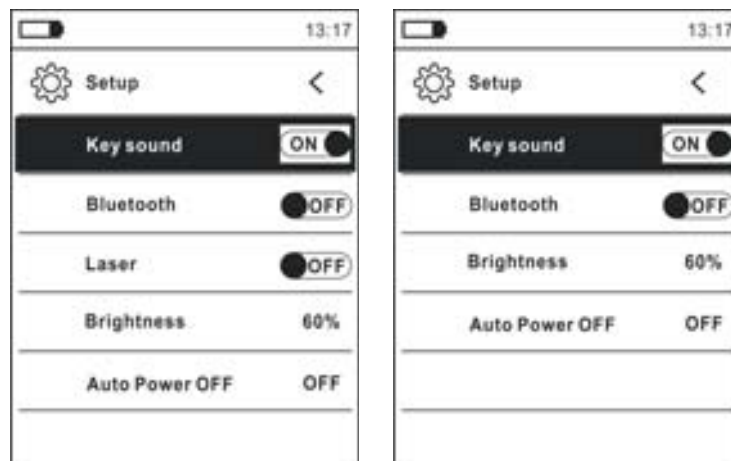 13:17
Setup <
Key sound ON
Bluetooth OFF
Laser OFF
Brightness 60%
Auto Power OFF OFF
13:17
Setup <
Key sound ON
Bluetooth OFF
Brightness 60%
Auto Power OFF OFF